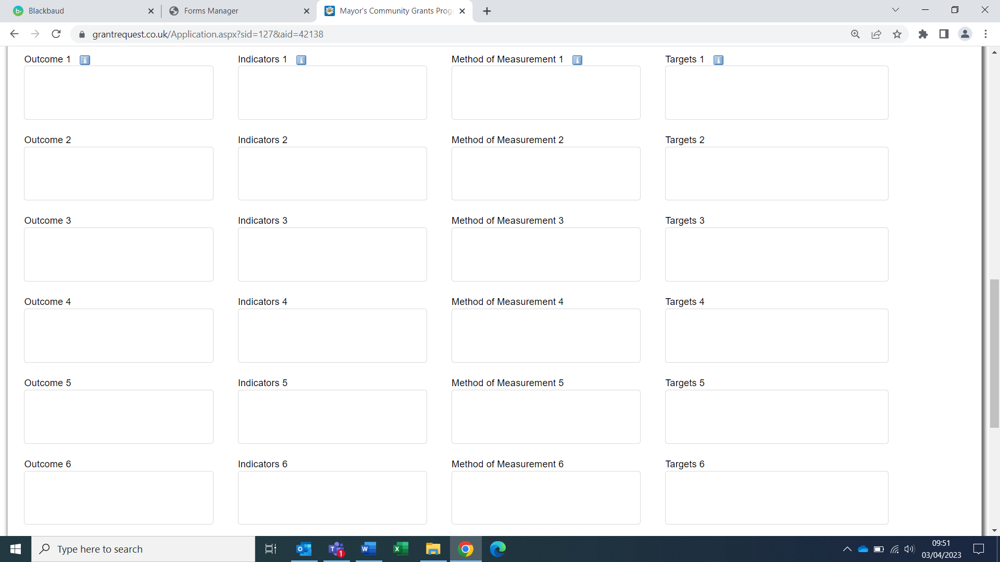 Blackbaud
Forms Manager
Mayor's Community Grants Prog
grantrequest.co.uk/Application.aspx?sid=127&aid=42138
Outcome 1 Indicators 1 Method of Measurement 1 Targets 1
Outcome 2 Indicators 2 Method of Measurement 2 Targets 2
Outcome 3 Indicators 3 Method of Measurement 3 Targets 3
Outcome 4 Indicators 4 Method of Measurement 4 Targets 4
Outcome 5 Indicators 5 Method of Measurement 5 Targets 5
Outcome 6 Indicators 6 Method of Measurement 6 Targets 6
Type here to search
1
09:51
03/04/2023